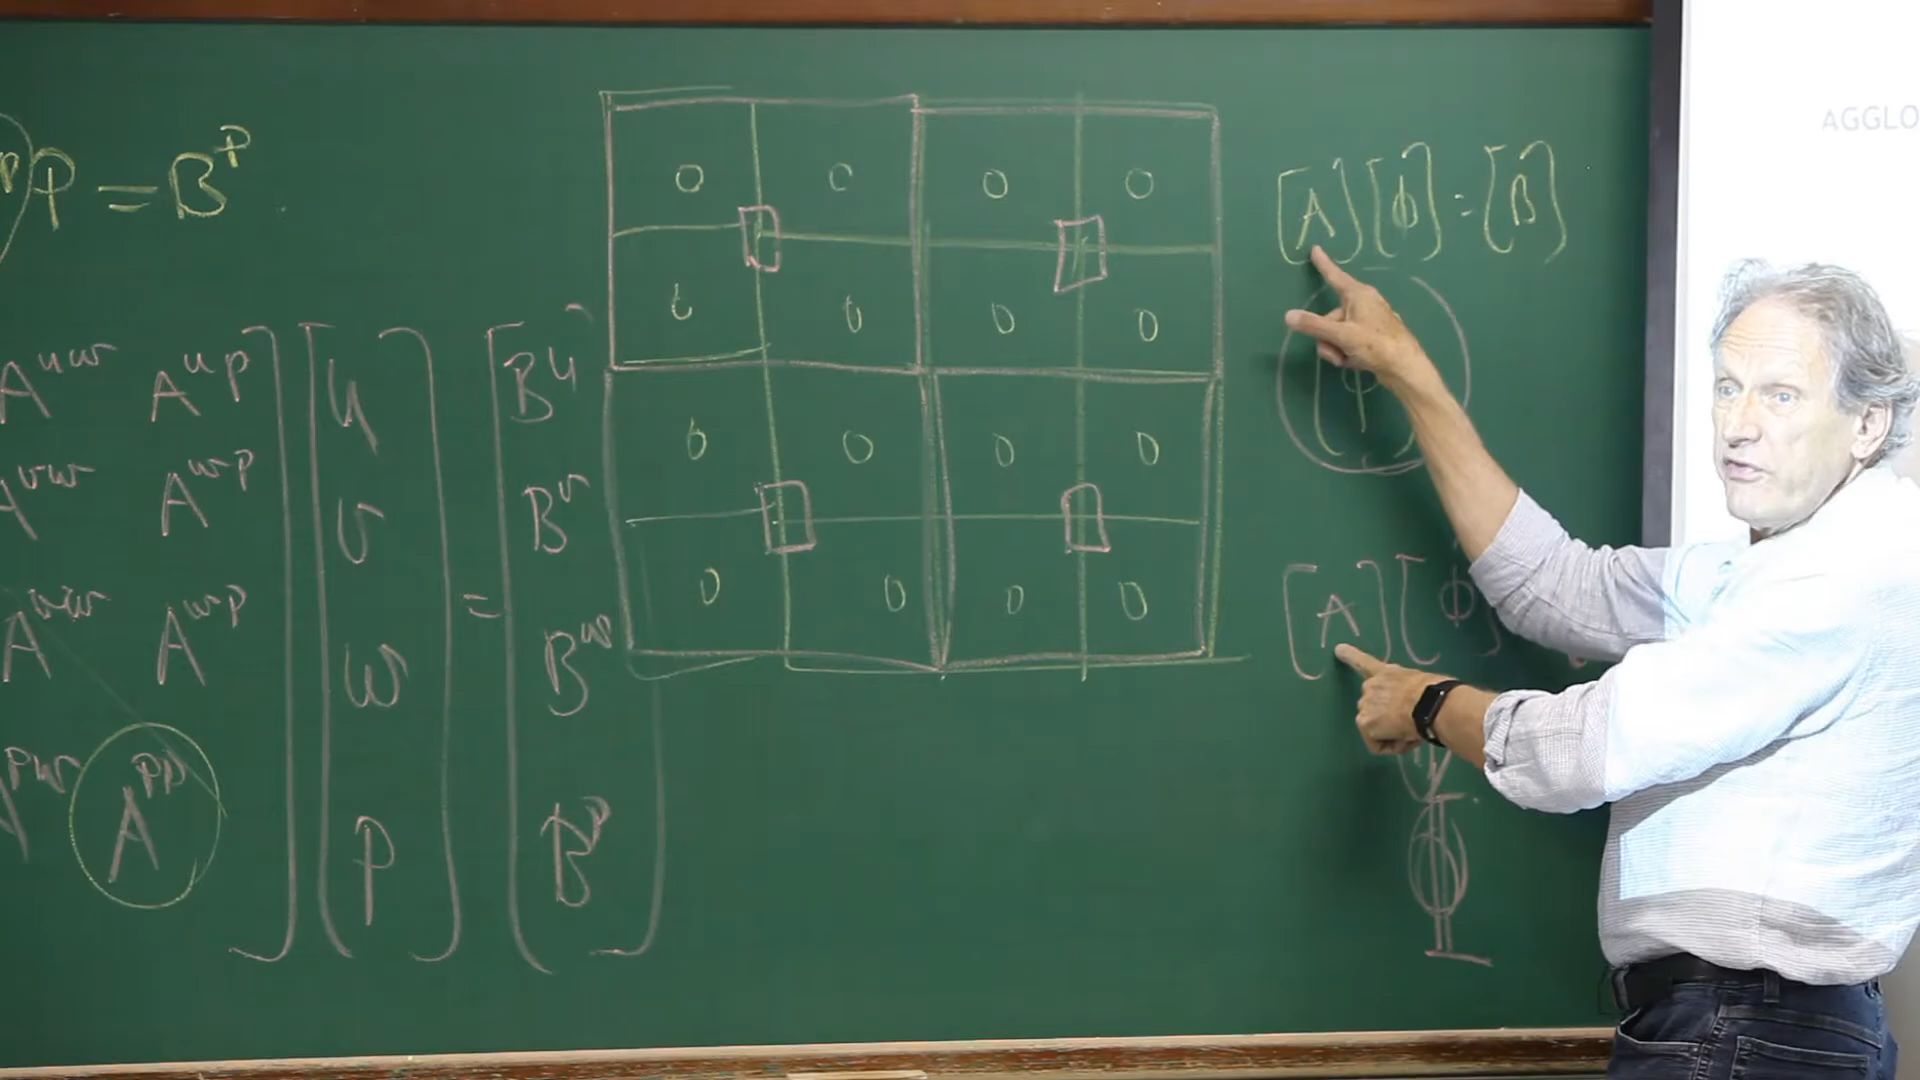 P P = B^P
[A][ϕ] = [B]
AGGLO
0 0 0 0
0 0 0 0
ϕ
A^uw A^up u B^u
A^vw A^vp v B^v
0 0 0 0
0 0 0 0
[A][ϕ]
A^ww A^wp w = B^w
A^pw A^pp p B^p